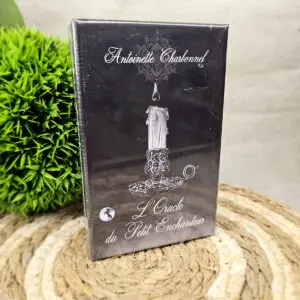 Antoinette Charbonnel
L'Oracle
du Petit Enchanteur